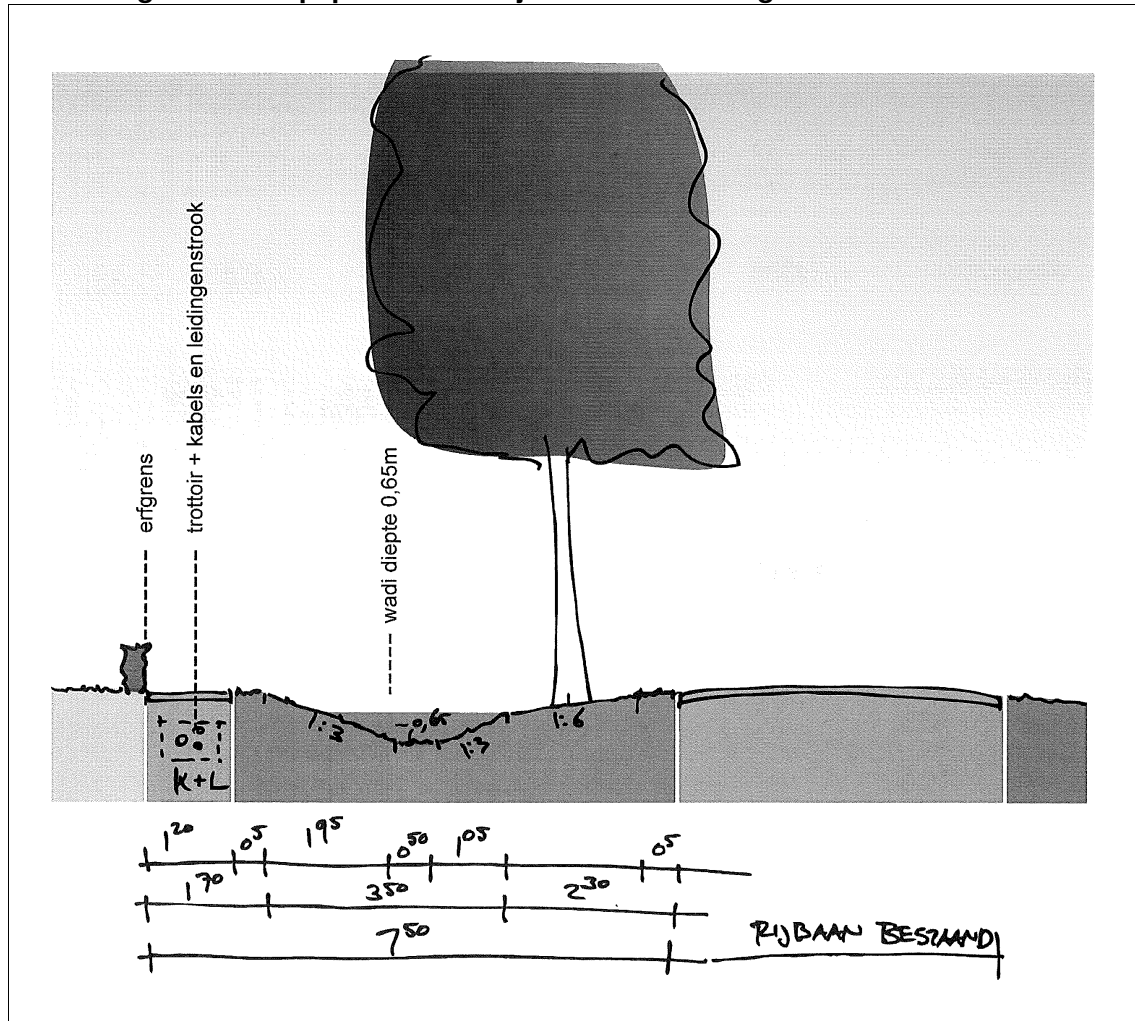 erfgrens
trottoir + kabels en leidingenstrook
wadi diepte 0,65m
1:3
-0,65
1:3
1:6
K+L
1²⁰ 0⁵ 1⁹⁵ 0⁵⁰ 1⁰⁵ 0⁵
1⁷⁰ 3⁵⁰ 2³⁰
7⁵⁰ RIJBAAN BESTAAND